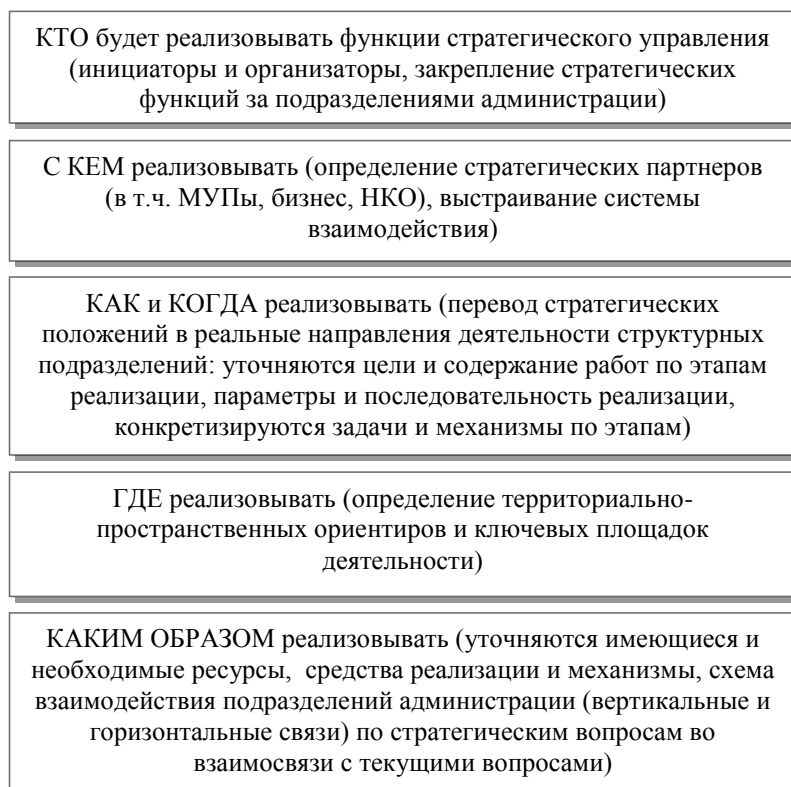 КТО будет реализовывать функции стратегического управления
(инициаторы и организаторы, закрепление стратегических
функций за подразделениями администрации)
С КЕМ реализовывать (определение стратегических партнеров
(в т.ч. МУПы, бизнес, НКО), выстраивание системы
взаимодействия)
КАК и КОГДА реализовывать (перевод стратегических
положений в реальные направления деятельности структурных
подразделений: уточняются цели и содержание работ по этапам
реализации, параметры и последовательность реализации,
конкретизируются задачи и механизмы по этапам)
ГДЕ реализовывать (определение территориально-
пространственных ориентиров и ключевых площадок
деятельности)
КАКИМ ОБРАЗОМ реализовывать (уточняются имеющиеся и
необходимые ресурсы,  средства реализации и механизмы, схема
взаимодействия подразделений администрации (вертикальные и
горизонтальные связи) по стратегическим вопросам во
взаимосвязи с текущими вопросами)